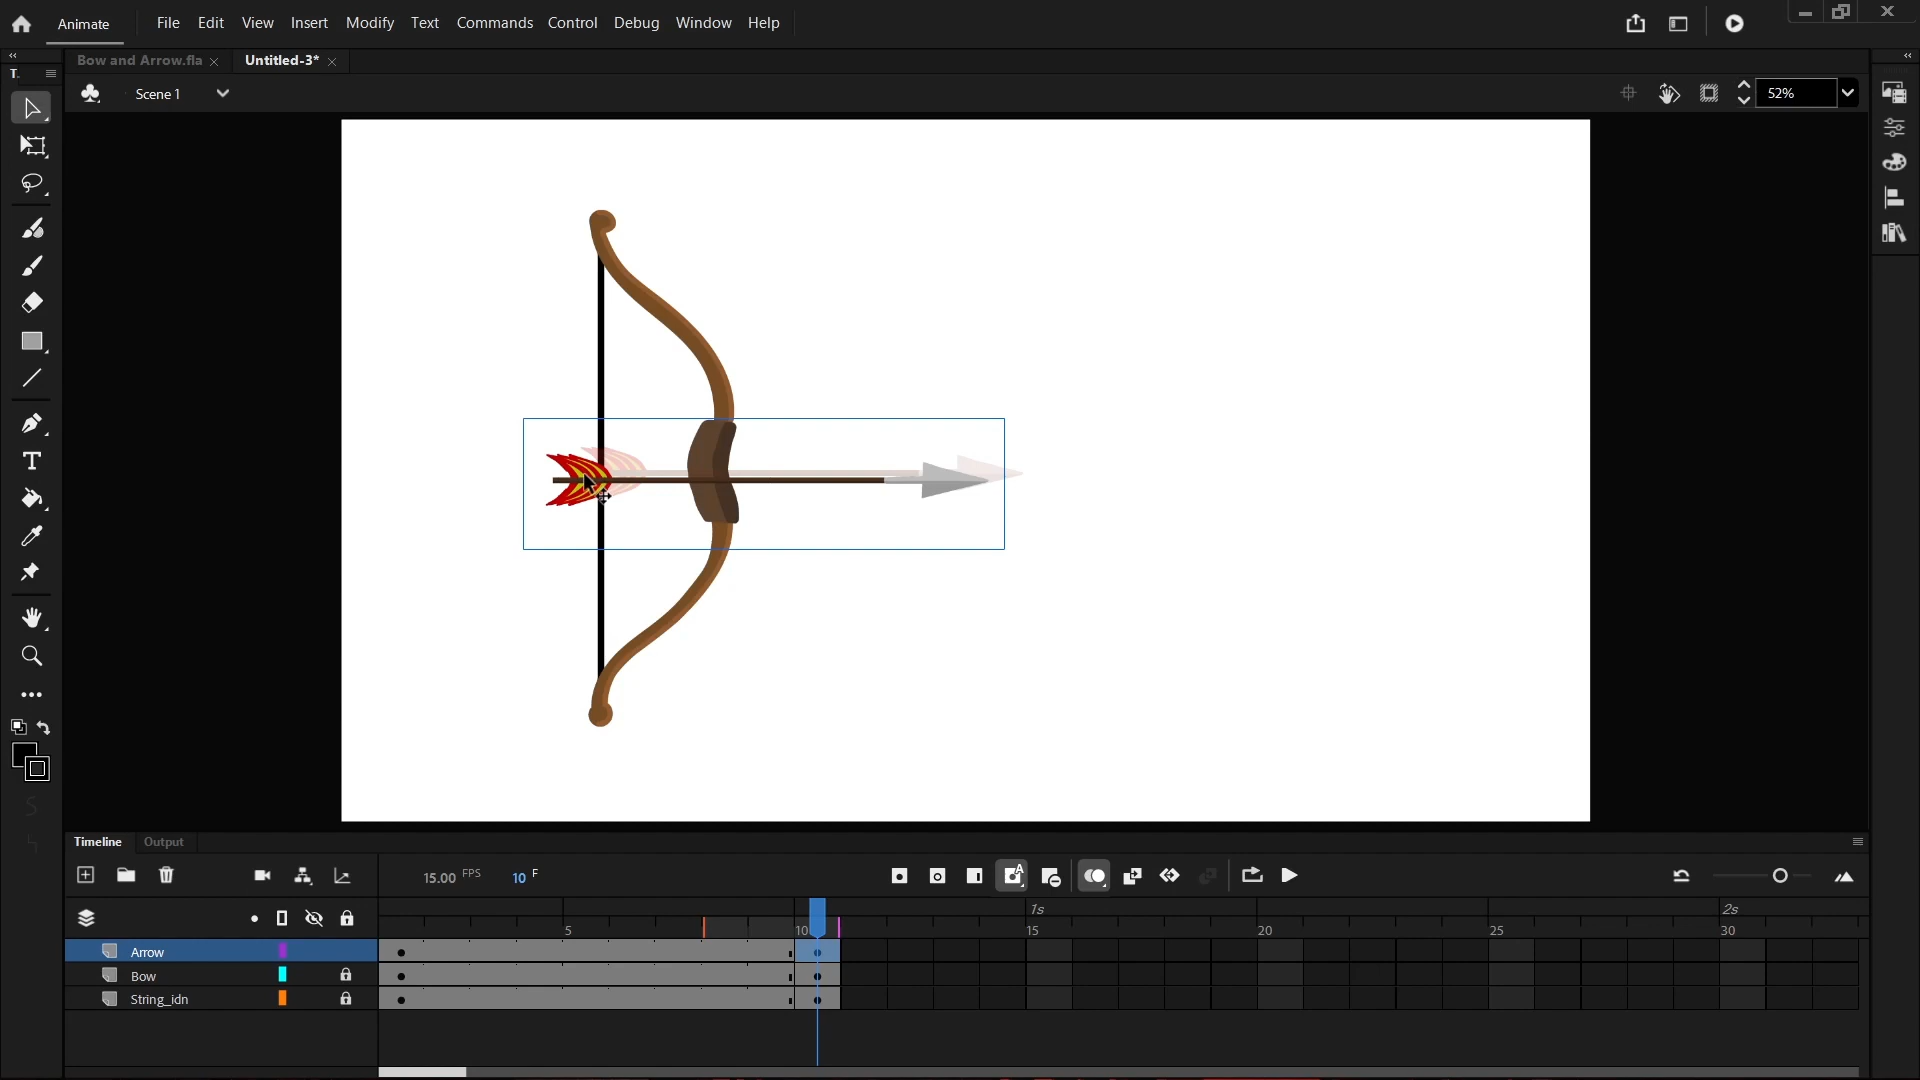 Animate
File Edit View Insert Modify Text Commands Control Debug Window Help
Bow and Arrow.fla
Untitled-3*
T.
Scene 1
52%
Timeline
Output
15.00 FPS
10 F
1s
2s
5 10 15 20 25 30
Arrow
Bow
String_idn